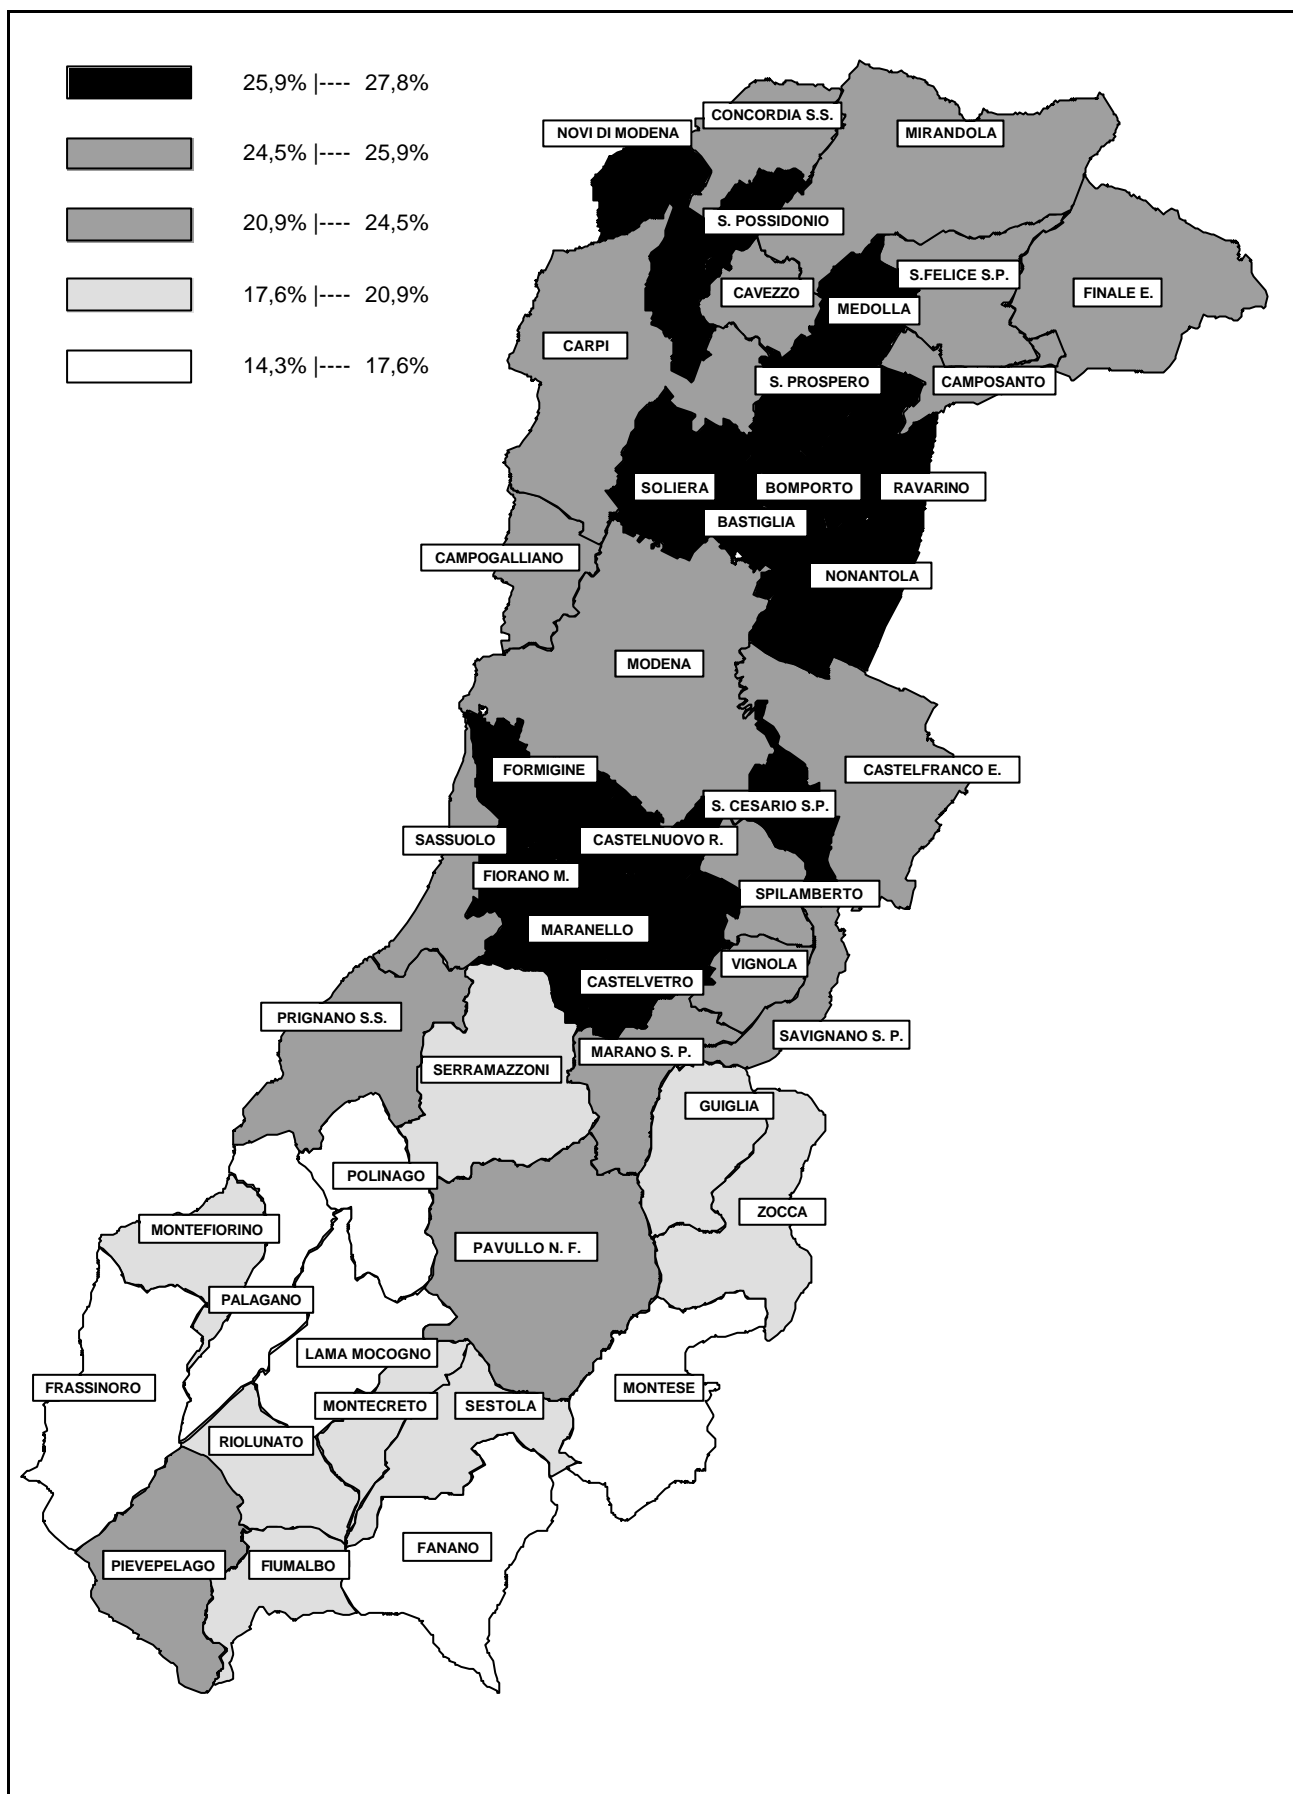 25,9% |---- 27,8%
24,5% |---- 25,9%
20,9% |---- 24,5%
17,6% |---- 20,9%
14,3% |---- 17,6%
CONCORDIA S.S.
NOVI DI MODENA
MIRANDOLA
S. POSSIDONIO
S.FELICE S.P.
CAVEZZO
FINALE E.
MEDOLLA
CARPI
S. PROSPERO
CAMPOSANTO
SOLIERA
BOMPORTO
RAVARINO
BASTIGLIA
CAMPOGALLIANO
NONANTOLA
MODENA
FORMIGINE
CASTELFRANCO E.
S. CESARIO S.P.
SASSUOLO
CASTELNUOVO R.
FIORANO M.
SPILAMBERTO
MARANELLO
VIGNOLA
CASTELVETRO
PRIGNANO S.S.
SAVIGNANO S. P.
MARANO S. P.
SERRAMAZZONI
GUIGLIA
POLINAGO
ZOCCA
MONTEFIORINO
PAVULLO N. F.
PALAGANO
LAMA MOCOGNO
FRASSINORO
MONTESE
MONTECRETO
SESTOLA
RIOLUNATO
FANANO
PIEVEPELAGO
FIUMALBO